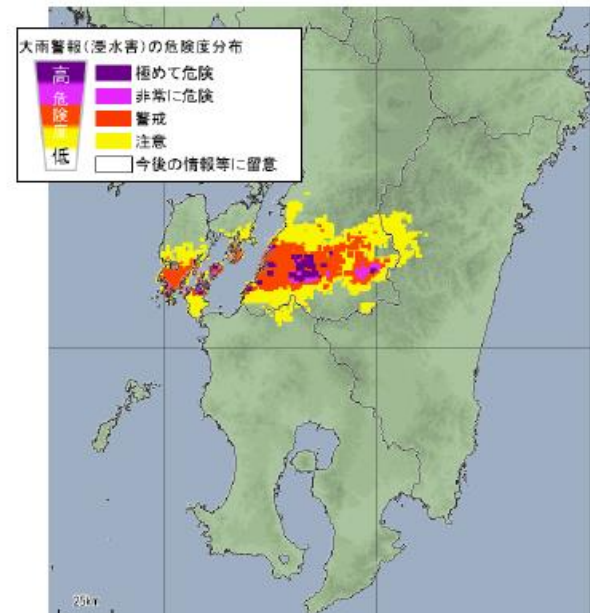 大雨警報(浸水害)の危険度分布
高
危
険
度
低
極めて危険
非常に危険
警戒
注意
今後の情報等に留意
25km